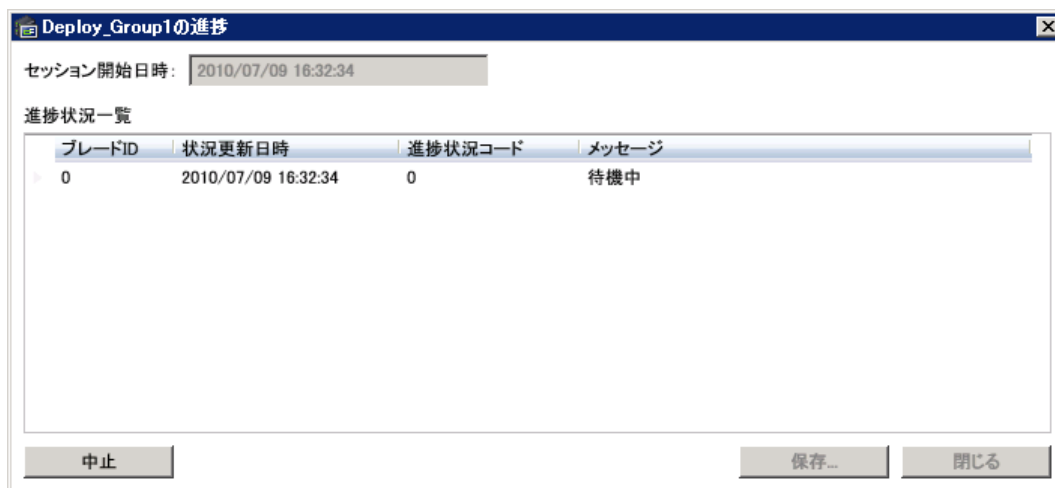 Deploy_Group1の進捗
セッション開始日時: 2010/07/09 16:32:34
進捗状況一覧
ブレードID 状況更新日時 進捗状況コード メッセージ
0 2010/07/09 16:32:34 0 待機中
中止 保存... 閉じる